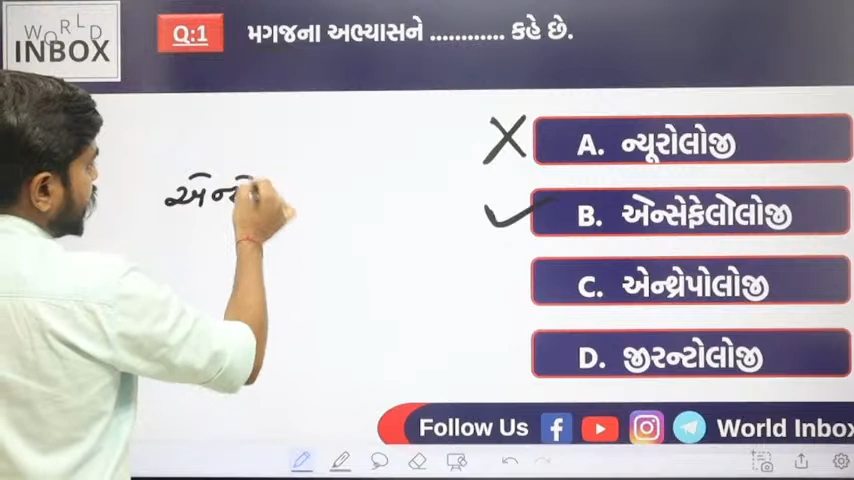 WORLD
INBOX
Q:1 મગજના અભ્યાસને ............ કહે છે.
A. ન્યૂરોલોજી
B. એન્સેફેલોલોજી
C. એન્થ્રેપોલોજી
D. જીરન્ટોલોજી
Follow Us World Inbox